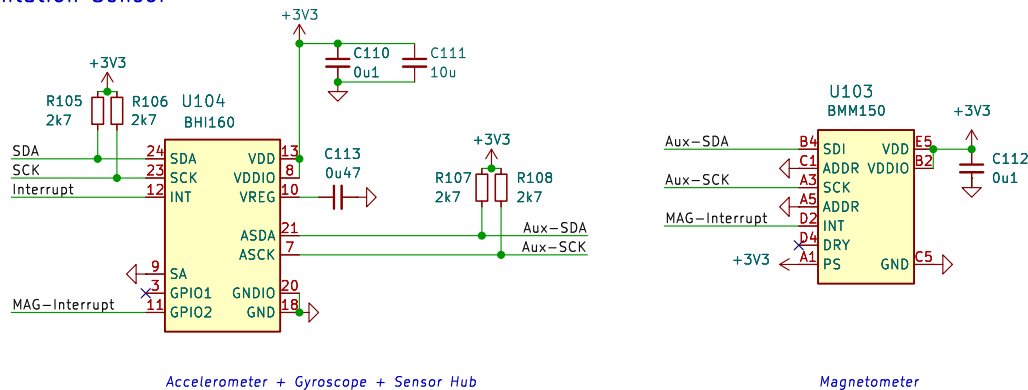 ntation Sensor
+3V3
C110
0u1
C111
10u
+3V3
R105
2k7
R106
2k7
U104
BHI160
SDA
SCK
Interrupt
24 SDA
23 SCK
12 INT
VDD 13
VDDIO 8
VREG 10
C113
0u47
+3V3
R107
2k7
R108
2k7
ASDA 21
Aux-SDA
ASCK 7
Aux-SCK
9 SA
3 GPIO1
MAG-Interrupt
11 GPIO2
GNDIO 20
GND 18
Accelerometer + Gyroscope + Sensor Hub
U103
BMM150
+3V3
C112
0u1
Aux-SDA
B4 SDI
C1 ADDR
Aux-SCK
A3 SCK
A5 ADDR
MAG-Interrupt
D2 INT
D4 DRY
+3V3
A1 PS
VDD E5
VDDIO B2
GND C5
Magnetometer